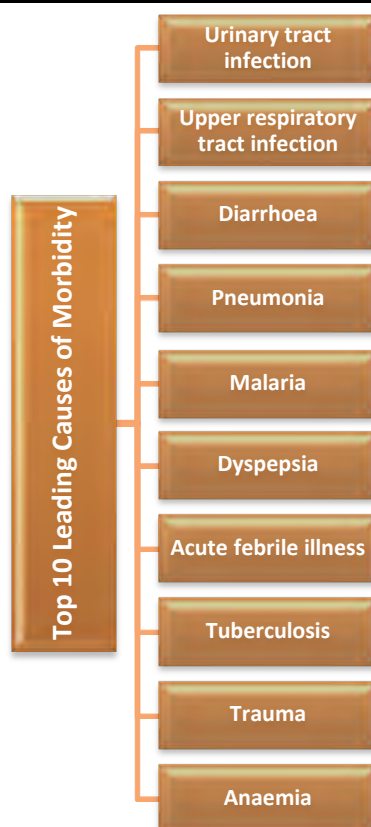 Top 10 Leading Causes of Morbidity
Urinary tract
infection
Upper respiratory
tract infection
Diarrhoea
Pneumonia
Malaria
Dyspepsia
Acute febrile illness
Tuberculosis
Trauma
Anaemia